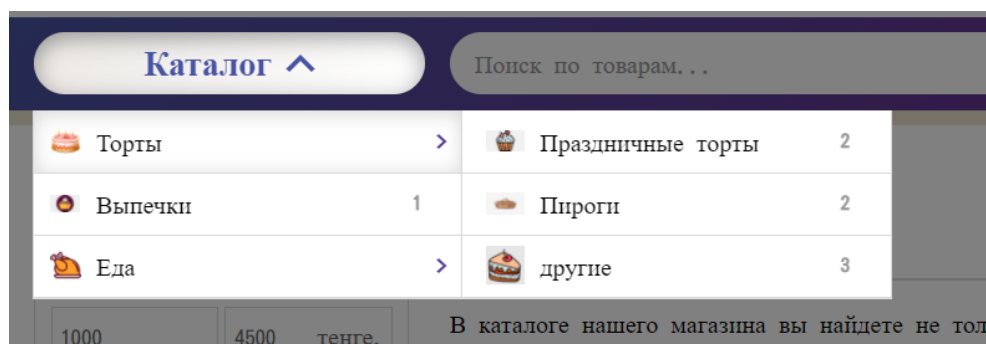 Каталог
Поиск по товарам...
Торты
Праздничные торты 2
Выпечки 1
Пироги 2
Еда
другие 3
1000
4500 тенге.
В каталоге нашего магазина вы найдете не тол